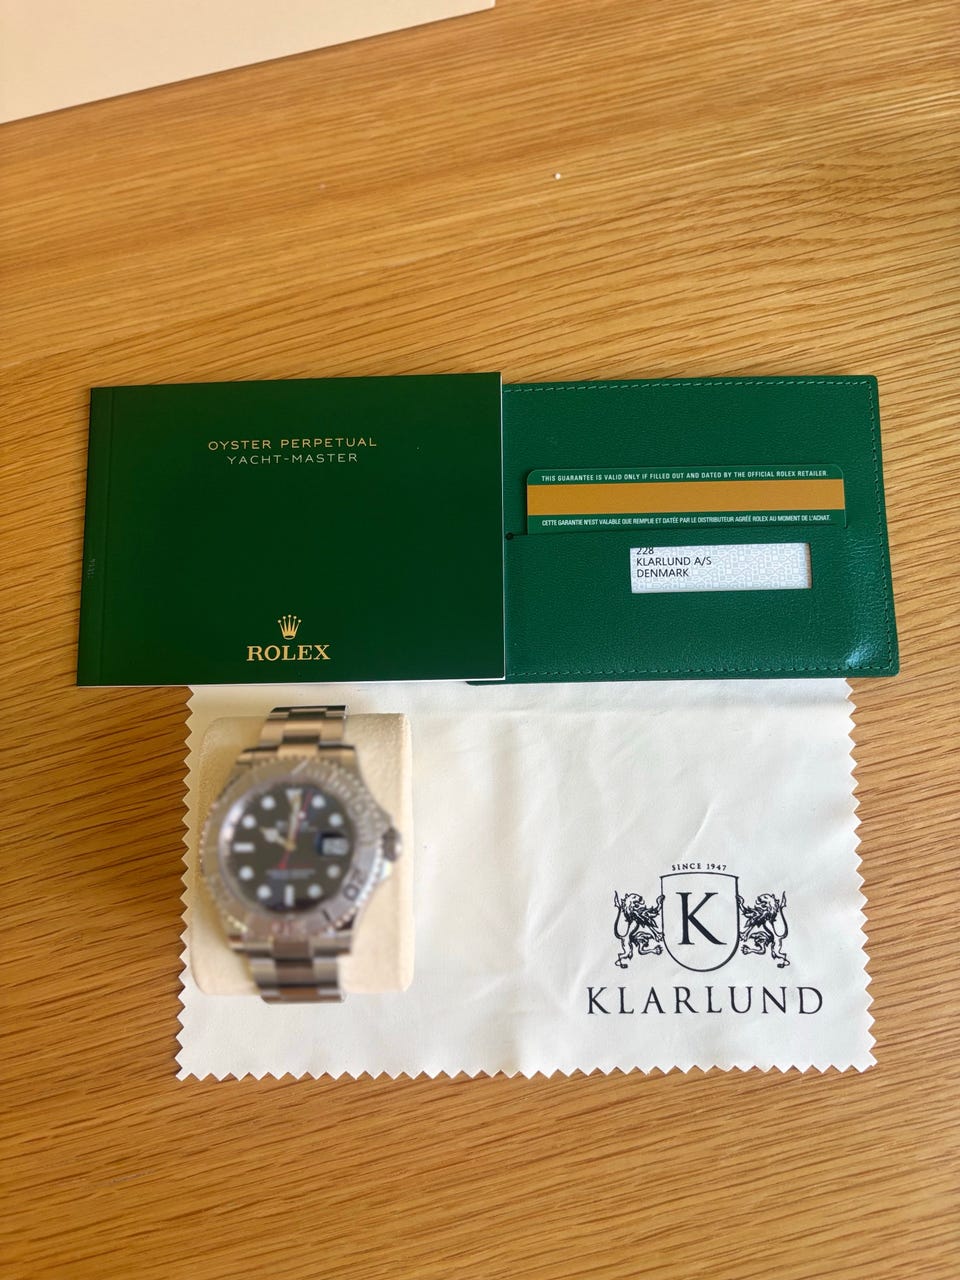 OYSTER PERPETUAL
YACHT-MASTER
ROLEX
THIS GUARANTEE IS VALID ONLY IF FILLED OUT AND DATED BY THE OFFICIAL ROLEX RETAILER.
CETTE GARANTIE N'EST VALABLE QUE REMPLIE ET DATÉE PAR LE DISTRIBUTEUR AGRÉÉ ROLEX AU MOMENT DE L'ACHAT.
228
KLARLUND A/S
DENMARK
20
SINCE 1947
K
KLARLUND